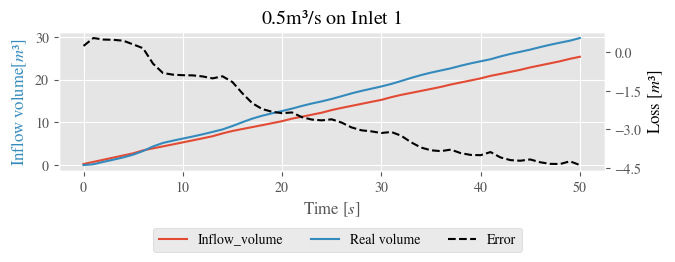 0.5m³/s on Inlet 1
Inflow volume[m³]
30
20
10
0
0.0
−1.5
−3.0
−4.5
Loss [m³]
0 10 20 30 40 50
Time [s]
Inflow_volume Real volume Error